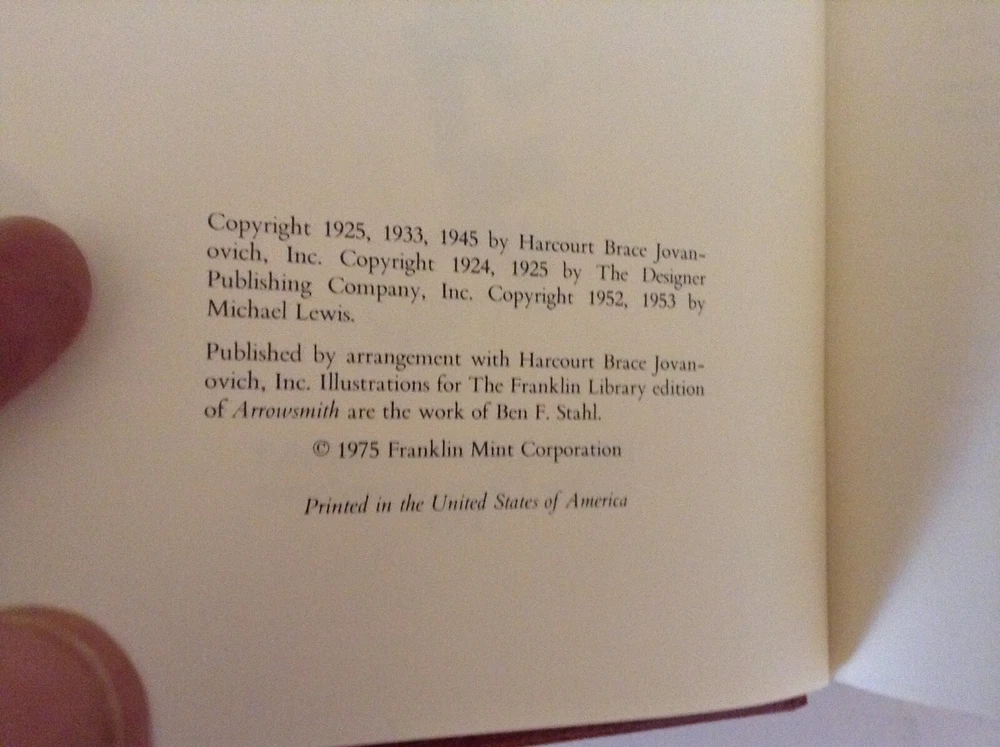 Copyright 1925, 1933, 1945 by Harcourt Brace Jovan-
ovich, Inc. Copyright 1924, 1925 by The Designer
Publishing Company, Inc. Copyright 1952, 1953 by
Michael Lewis.
Published by arrangement with Harcourt Brace Jovan-
ovich, Inc. Illustrations for The Franklin Library edition
of Arrowsmith are the work of Ben F. Stahl.
© 1975 Franklin Mint Corporation
Printed in the United States of America